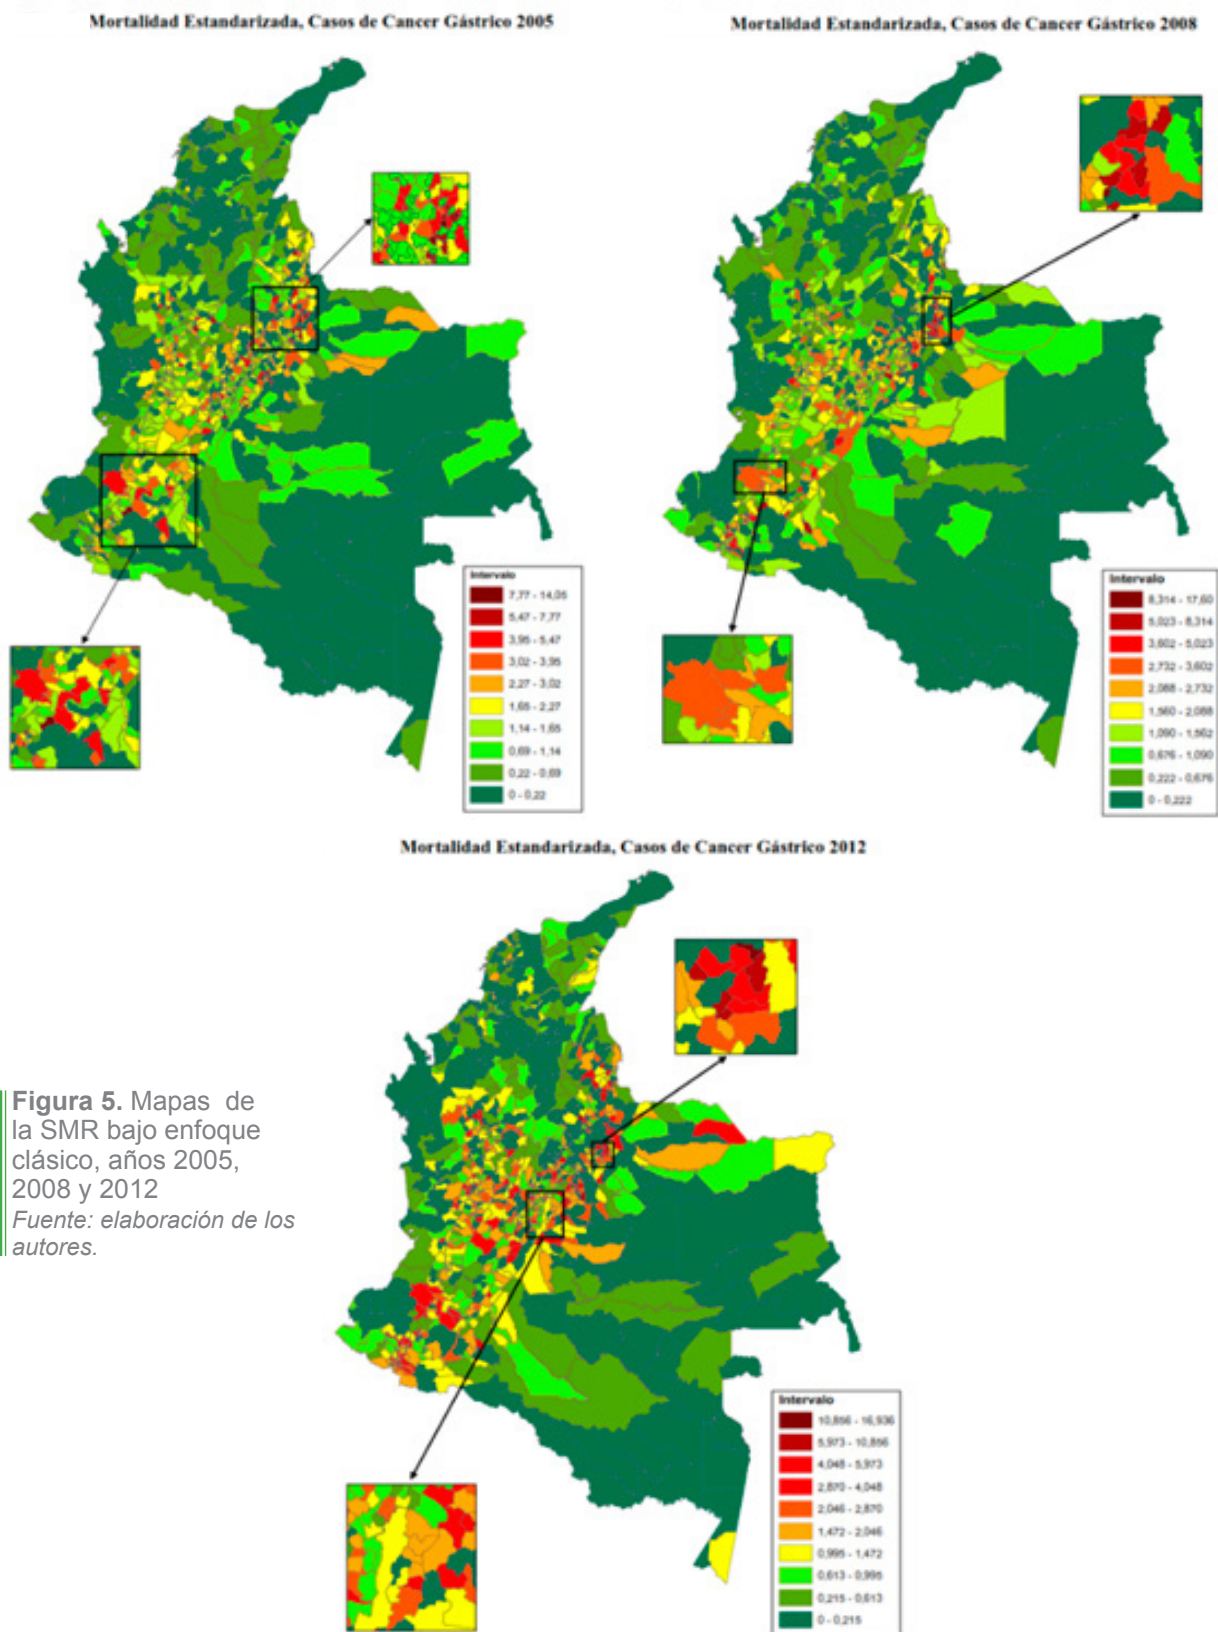 Mortalidad Estandarizada, Casos de Cancer Gástrico 2005
Mortalidad Estandarizada, Casos de Cancer Gástrico 2008
Intervalo
7,77 - 14,05
5,47 - 7,77
3,95 - 5,47
3,02 - 3,95
2,27 - 3,02
1,65 - 2,27
1,14 - 1,65
0,69 - 1,14
0,22 - 0,69
0 - 0,22
Intervalo
8,314 - 17,60
5,023 - 8,314
3,602 - 5,023
2,732 - 3,602
2,088 - 2,732
1,560 - 2,088
1,090 - 1,562
0,676 - 1,090
0,222 - 0,676
0 - 0,222
Mortalidad Estandarizada, Casos de Cancer Gástrico 2012
Figura 5. Mapas de
la SMR bajo enfoque
clásico, años 2005,
2008 y 2012
Fuente: elaboración de los
autores.
Intervalo
10,856 - 16,936
5,973 - 10,856
4,048 - 5,973
2,870 - 4,048
2,046 - 2,870
1,472 - 2,046
0,995 - 1,472
0,613 - 0,995
0,215 - 0,613
0 - 0,215